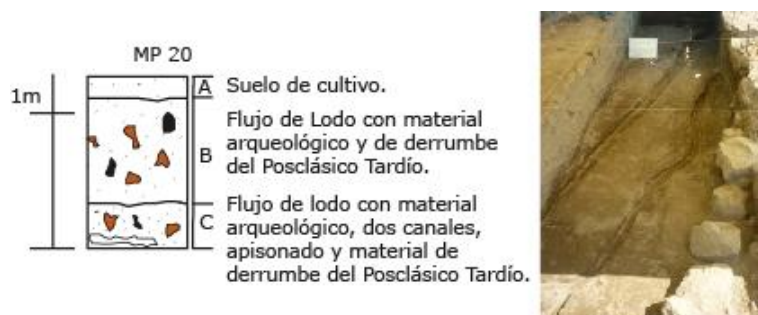 MP 20
1m
A
Suelo de cultivo.
B
Flujo de Lodo con material
arqueológico y de derrumbe
del Posclásico Tardío.
C
Flujo de lodo con material
arqueológico, dos canales,
apisonado y material de
derrumbe del Posclásico Tardío.